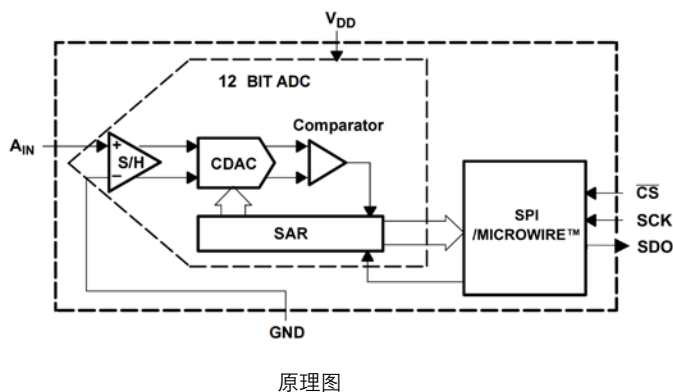 VDD
12 BIT ADC
Comparator
AIN
+
S/H
−
CDAC
SAR
SPI
/MICROWIRE™
CS
SCK
SDO
GND
原理图